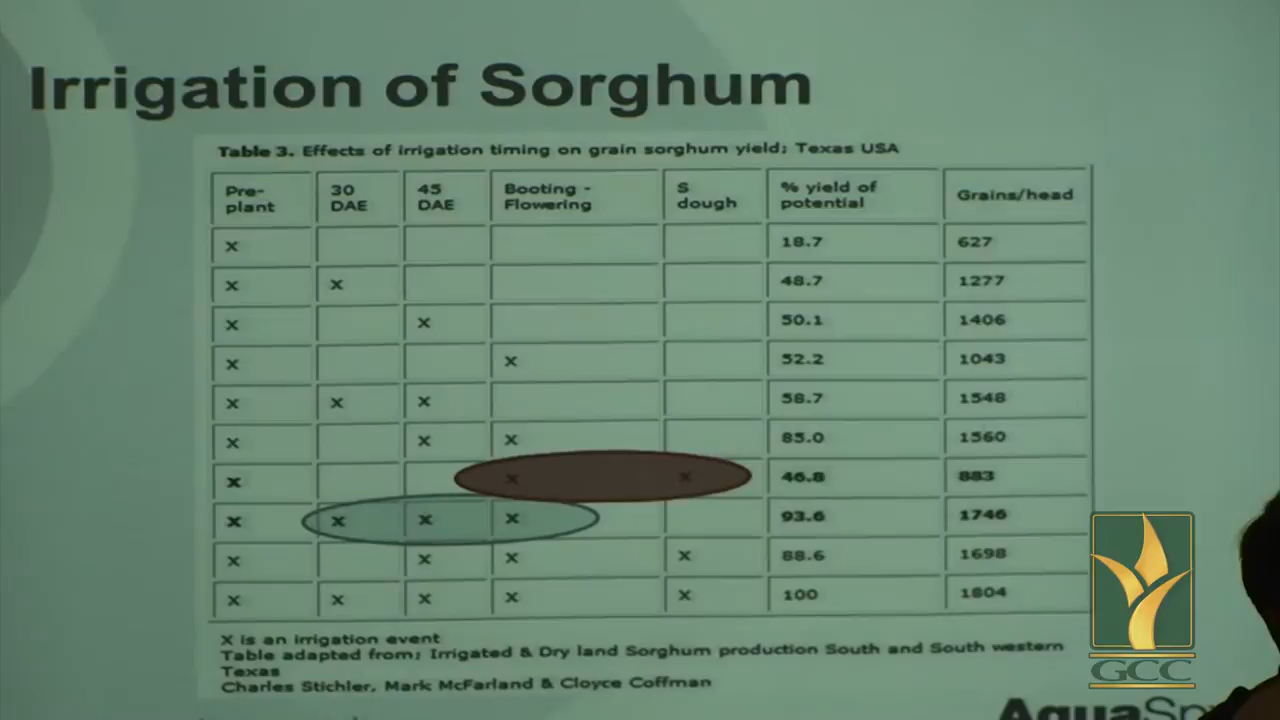 Irrigation of Sorghum
Table 3. Effects of irrigation timing on grain sorghum yield; Texas USA
Pre-plant 30 DAE 45 DAE Booting - Flowering S dough % yield of potential Grains/head
X 18.7 627
X X 48.7 1277
X X 50.1 1406
X X 52.2 1043
X X X 58.7 1548
X X X 85.0 1560
X X X 46.8 883
X X X X 93.6 1746
X X X X 88.6 1698
X X X X X 100 1804
X is an irrigation event
Table adapted from; Irrigated & Dry land Sorghum production South and South western
Texas
Charles Stichler, Mark McFarland & Cloyce Coffman
GCC